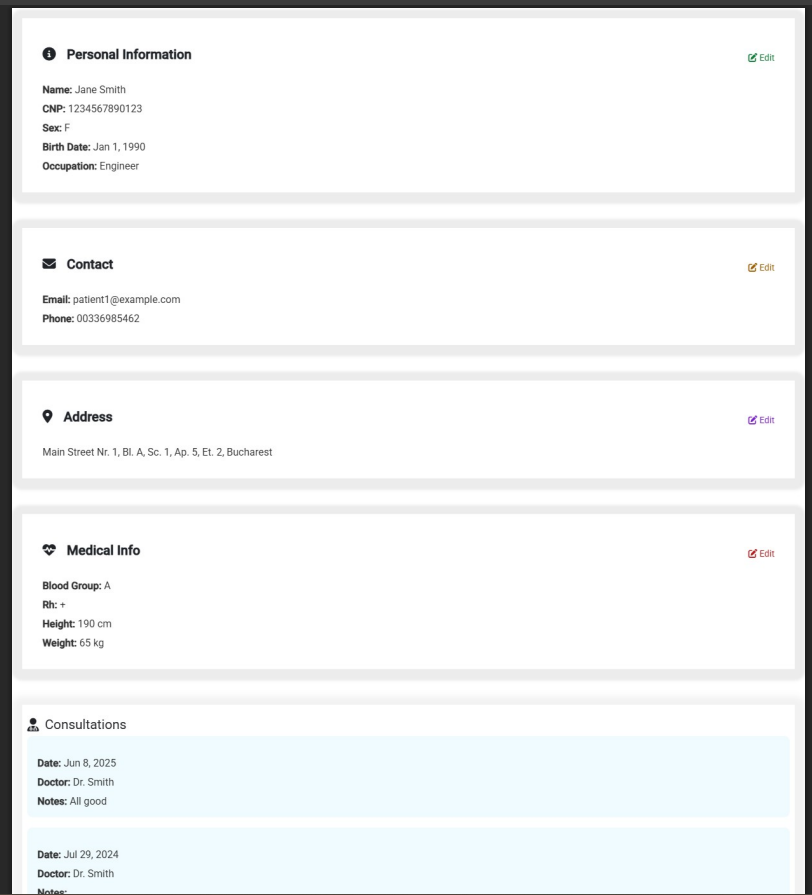 Personal Information
Edit
Name: Jane Smith
CNP: 1234567890123
Sex: F
Birth Date: Jan 1, 1990
Occupation: Engineer
Contact
Edit
Email: patient1@example.com
Phone: 00336985462
Address
Edit
Main Street Nr. 1, Bl. A, Sc. 1, Ap. 5, Et. 2, Bucharest
Medical Info
Edit
Blood Group: A
Rh: +
Height: 190 cm
Weight: 65 kg
Consultations
Date: Jun 8, 2025
Doctor: Dr. Smith
Notes: All good
Date: Jul 29, 2024
Doctor: Dr. Smith
Notes: